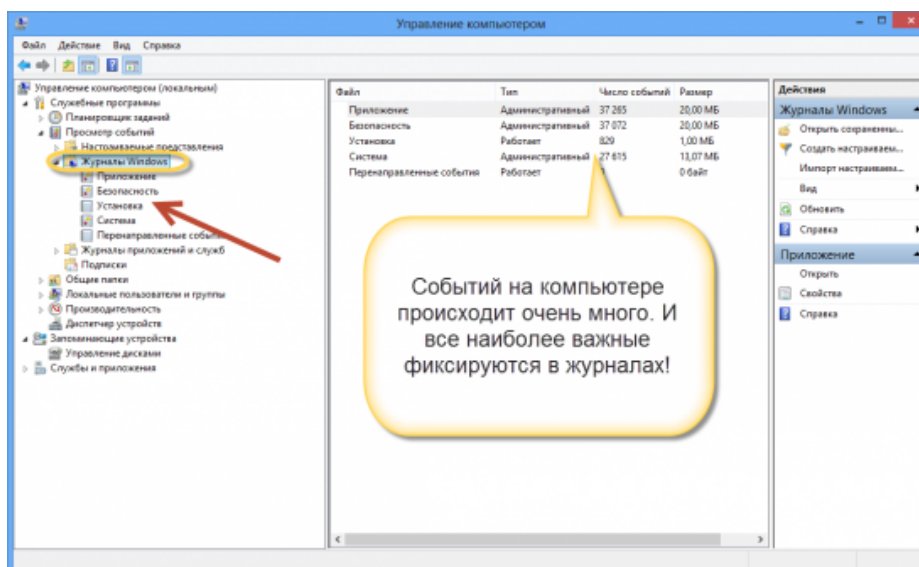 Управление компьютером
Файл Действие Вид Справка
Управление компьютером (локальным)
Служебные программы
Планировщик заданий
Просмотр событий
Настраиваемые представления
Журналы Windows
Приложение
Безопасность
Установка
Система
Перенаправленные события
Журналы приложений и служб
Подписки
Общие папки
Локальные пользователи и группы
Производительность
Диспетчер устройств
Запоминающие устройства
Управление дисками
Службы и приложения
Файл Тип Число событий Размер
Приложение Административный 37 265 20,00 МБ
Безопасность Административный 37 072 20,00 МБ
Установка Работает 829 1,00 МБ
Система Административный 27 615 13,07 МБ
Перенаправленные события Работает 0 байт
Событий на компьютере
происходит очень много. И
все наиболее важные
фиксируются в журналах!
Действия
Журналы Windows
Открыть сохраненны...
Создать настраиваем...
Импорт настраиваем...
Вид
Обновить
Справка
Приложение
Открыть
Свойства
Справка